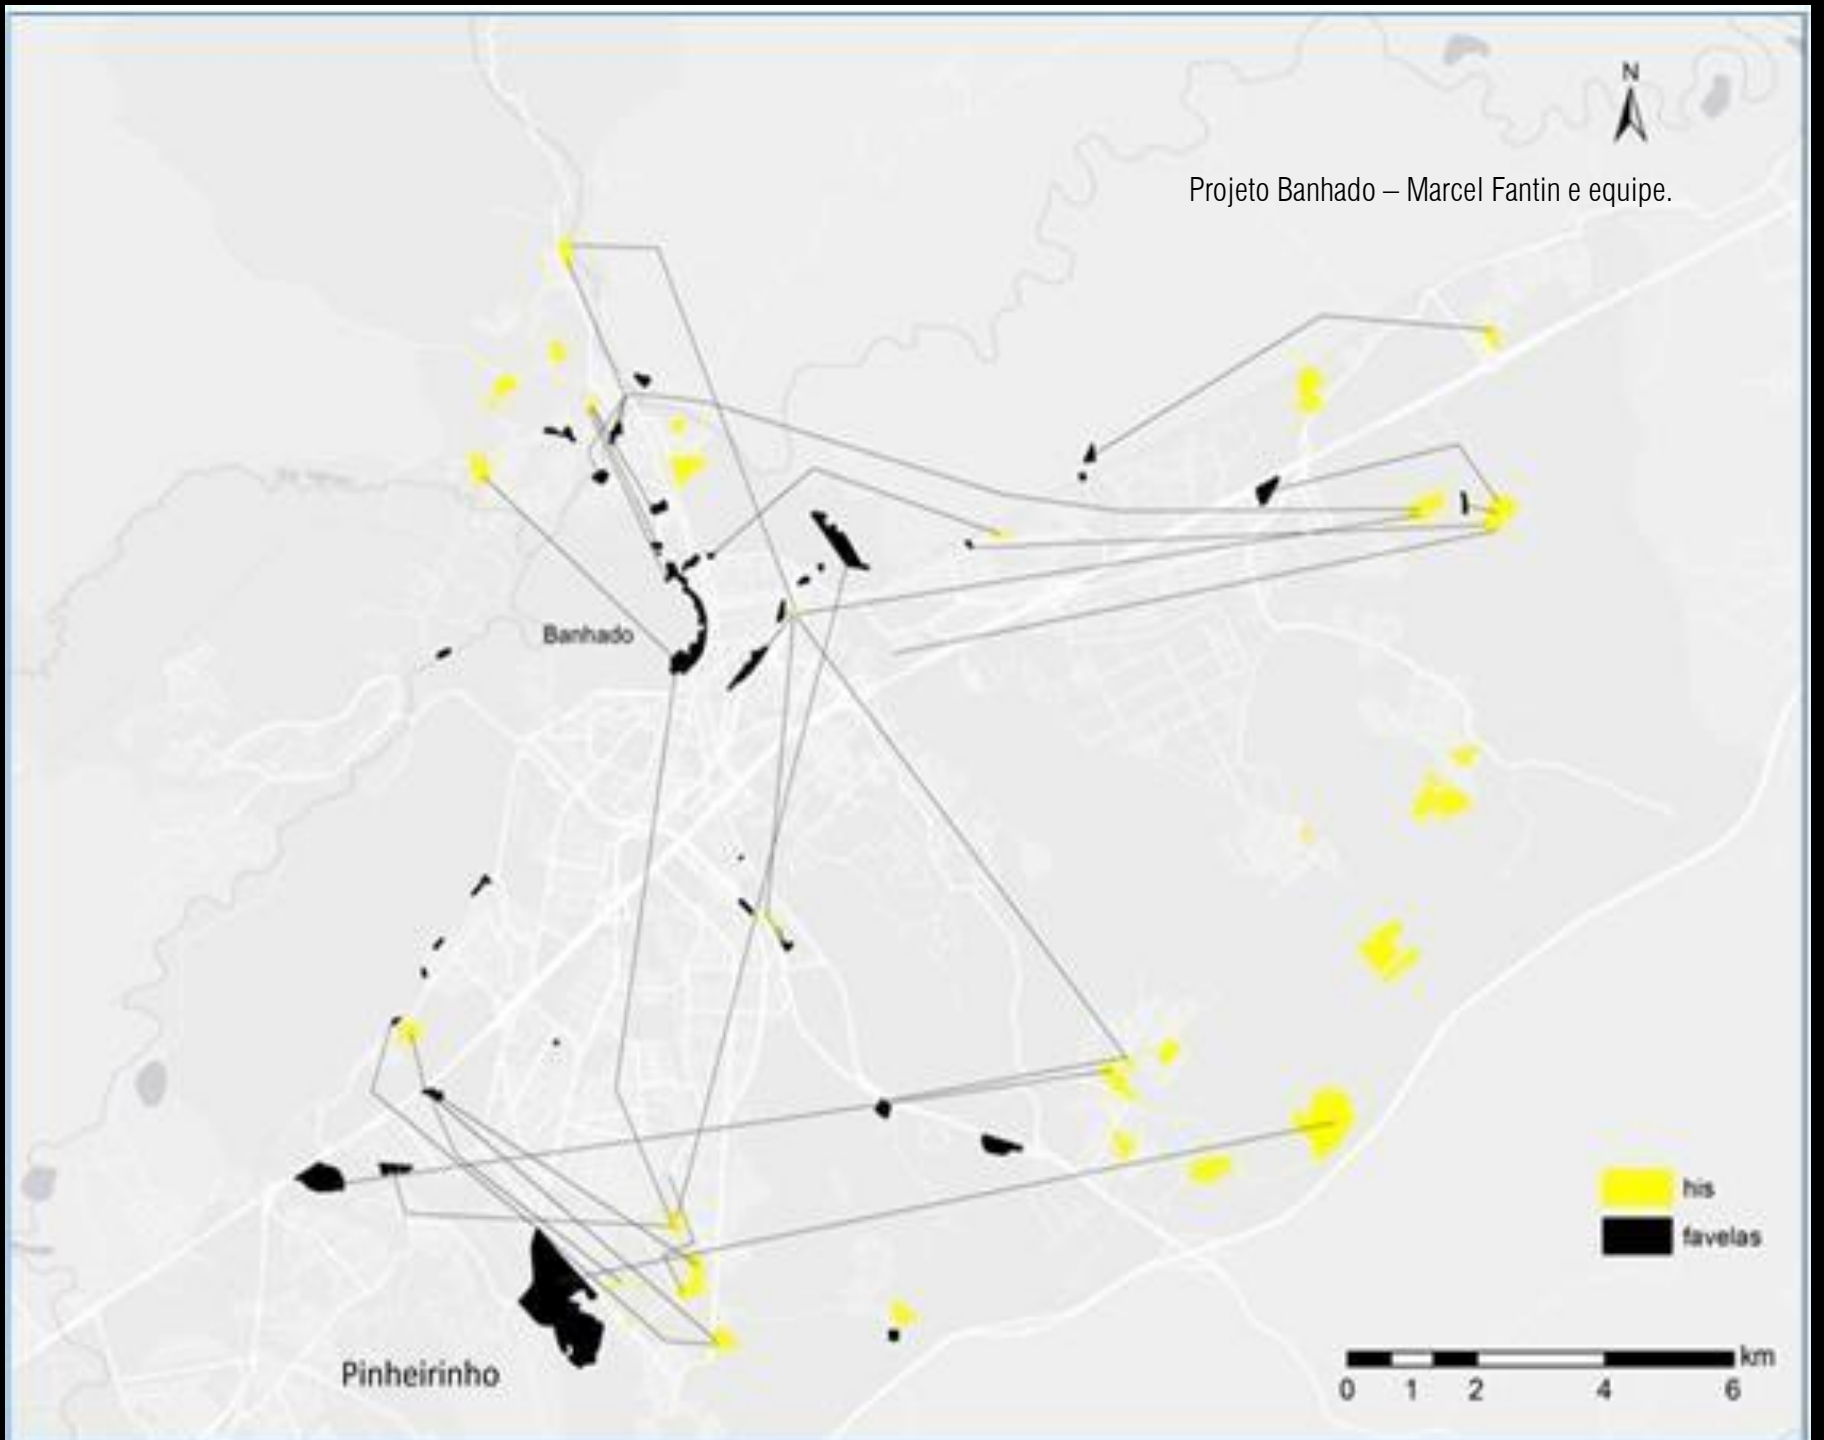 N
Projeto Banhado – Marcel Fantin e equipe.
Banhado
his
favelas
Pinheirinho
km
0 1 2 4 6